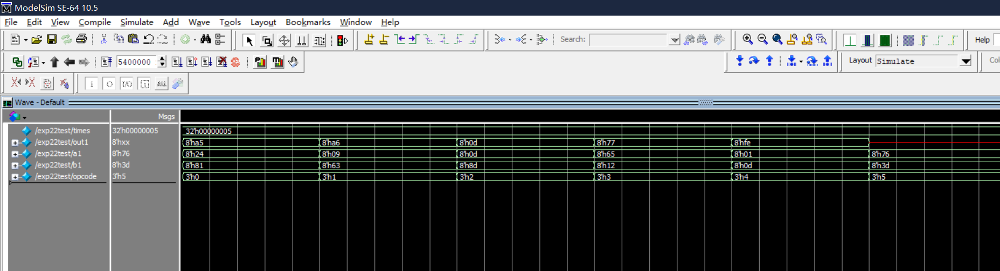 ModelSim SE-64 10.5
File Edit View Compile Simulate Add Wave Tools Layout Bookmarks Window Help
Search: Help
5400000 Layout Simulate Col
ALL
Wave - Default
Msgs
/exp22test/times 32'h00000005 32'h00000005
/exp22test/out1 8'hxx 8'ha5 8'ha6 8'h0d 8'h77 8'hfe
/exp22test/a1 8'h76 8'h24 8'h09 8'h0d 8'h65 8'h01 8'h76
/exp22test/b1 8'h3d 8'h81 8'h63 8'h8d 8'h12 8'h0d 8'h3d
/exp22test/opcode 3'h5 3'h0 3'h1 3'h2 3'h3 3'h4 3'h5